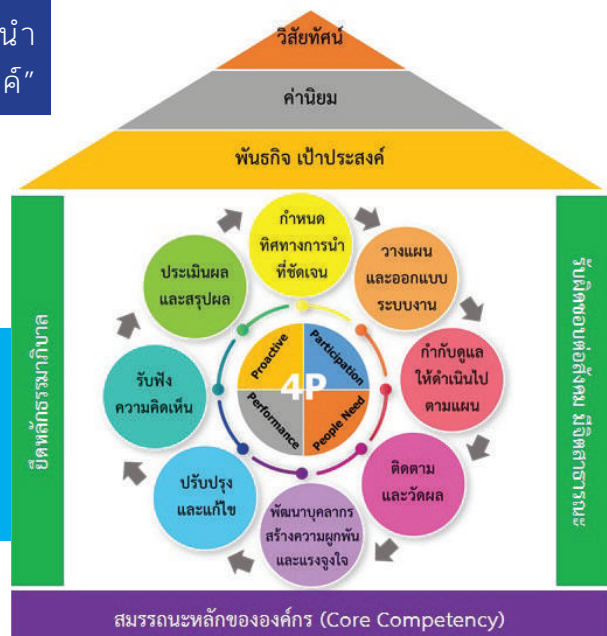 นำ
ค์”
วิสัยทัศน์
ค่านิยม
พันธกิจ เป้าประสงค์
ยึดหลักธรรมาภิบาล
กำหนด
ทิศทางการนำ
ที่ชัดเจน
วางแผน
และออกแบบ
ระบบงาน
กำกับดูแล
ให้ดำเนินไป
ตามแผน
ติดตาม
และวัดผล
พัฒนาบุคลากร
สร้างความผูกพัน
และแรงจูงใจ
ปรับปรุง
และแก้ไข
รับฟัง
ความคิดเห็น
ประเมินผล
และสรุปผล
Proactive
Participation
4P
Performance
People Need
รับผิดชอบต่อสังคม มีจิตสาธารณะ
สมรรถนะหลักขององค์กร (Core Competency)